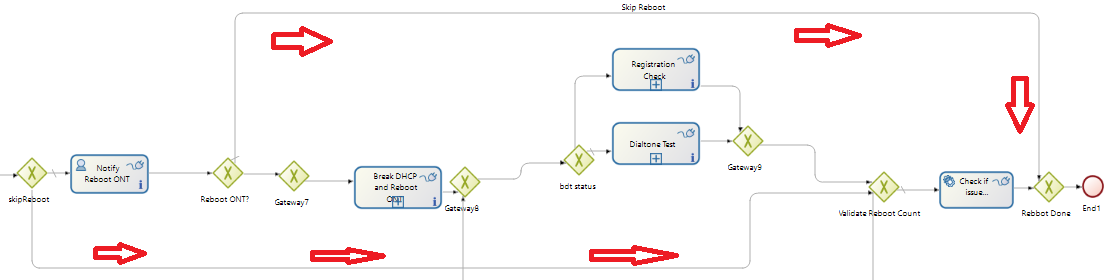 Skip Reboot
Registration
Check
Notify
Reboot ONT
Dialtone Test
Break DHCP
and Reboot
ONT
Check if
issue...
skipReboot
Reboot ONT?
Gateway7
Gateway8
bdt status
Gateway9
Validate Reboot Count
Rebbot Done
End1